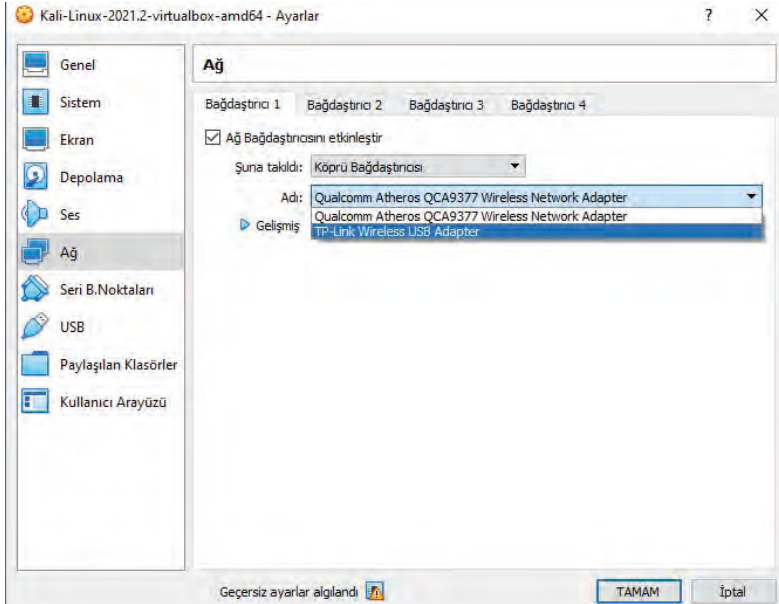 Kali-Linux-2021.2-virtualbox-amd64 - Ayarlar
?
Genel
Sistem
Ekran
Depolama
Ses
Ağ
Seri B.Noktaları
USB
Paylaşılan Klasörler
Kullanıcı Arayüzü
Ağ
Bağdaştırıcı 1 Bağdaştırıcı 2 Bağdaştırıcı 3 Bağdaştırıcı 4
Ağ Bağdaştırıcısını etkinleştir
Şuna takıldı: Köprü Bağdaştırıcısı
Adı: Qualcomm Atheros QCA9377 Wireless Network Adapter
Qualcomm Atheros QCA9377 Wireless Network Adapter
TP-Link Wireless USB Adapter
Gelişmiş
Geçersiz ayarlar algılandı
TAMAM İptal